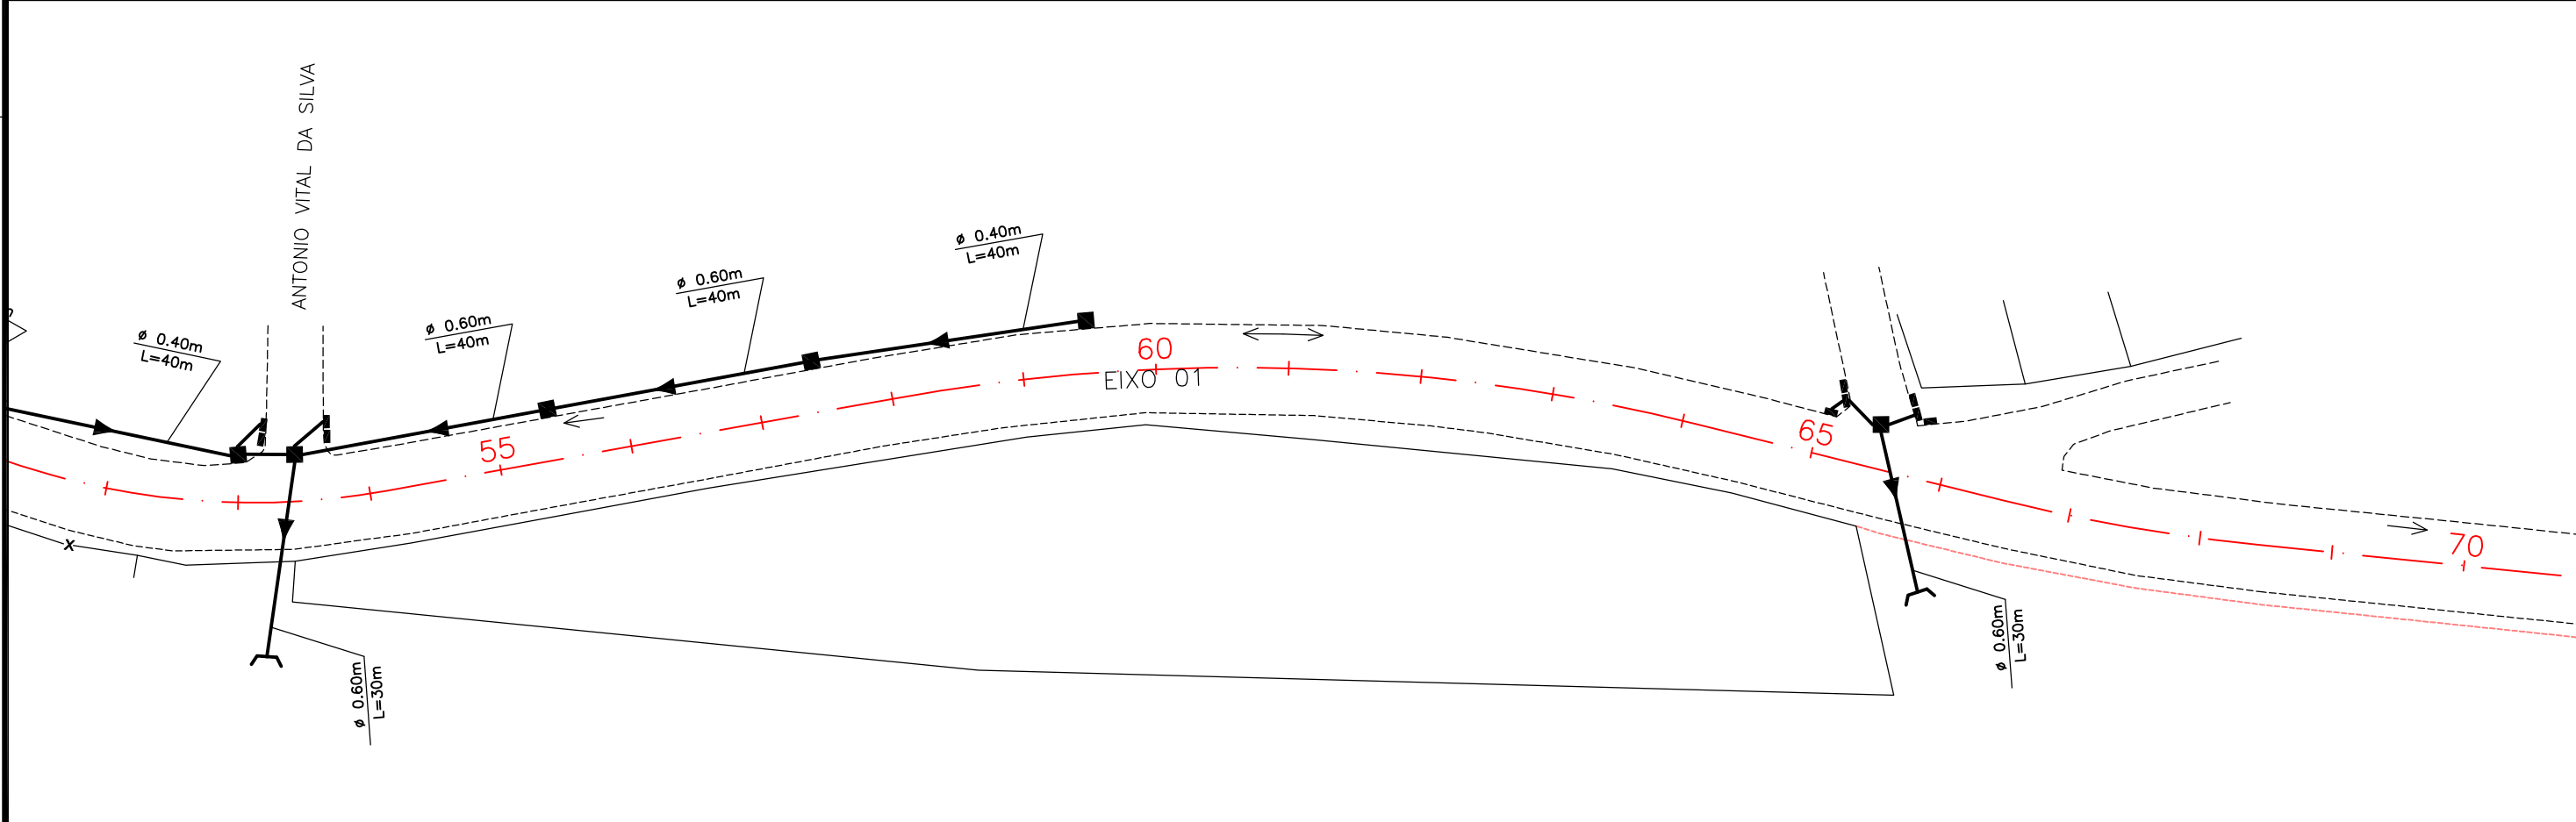 ANTONIO VITAL DA SILVA
ø 0.40m
L=40m
ø 0.60m
L=40m
ø 0.60m
L=40m
ø 0.40m
L=40m
55
60
EIXO 01
65
70
x
ø 0.60m
L=30m
ø 0.60m
L=30m